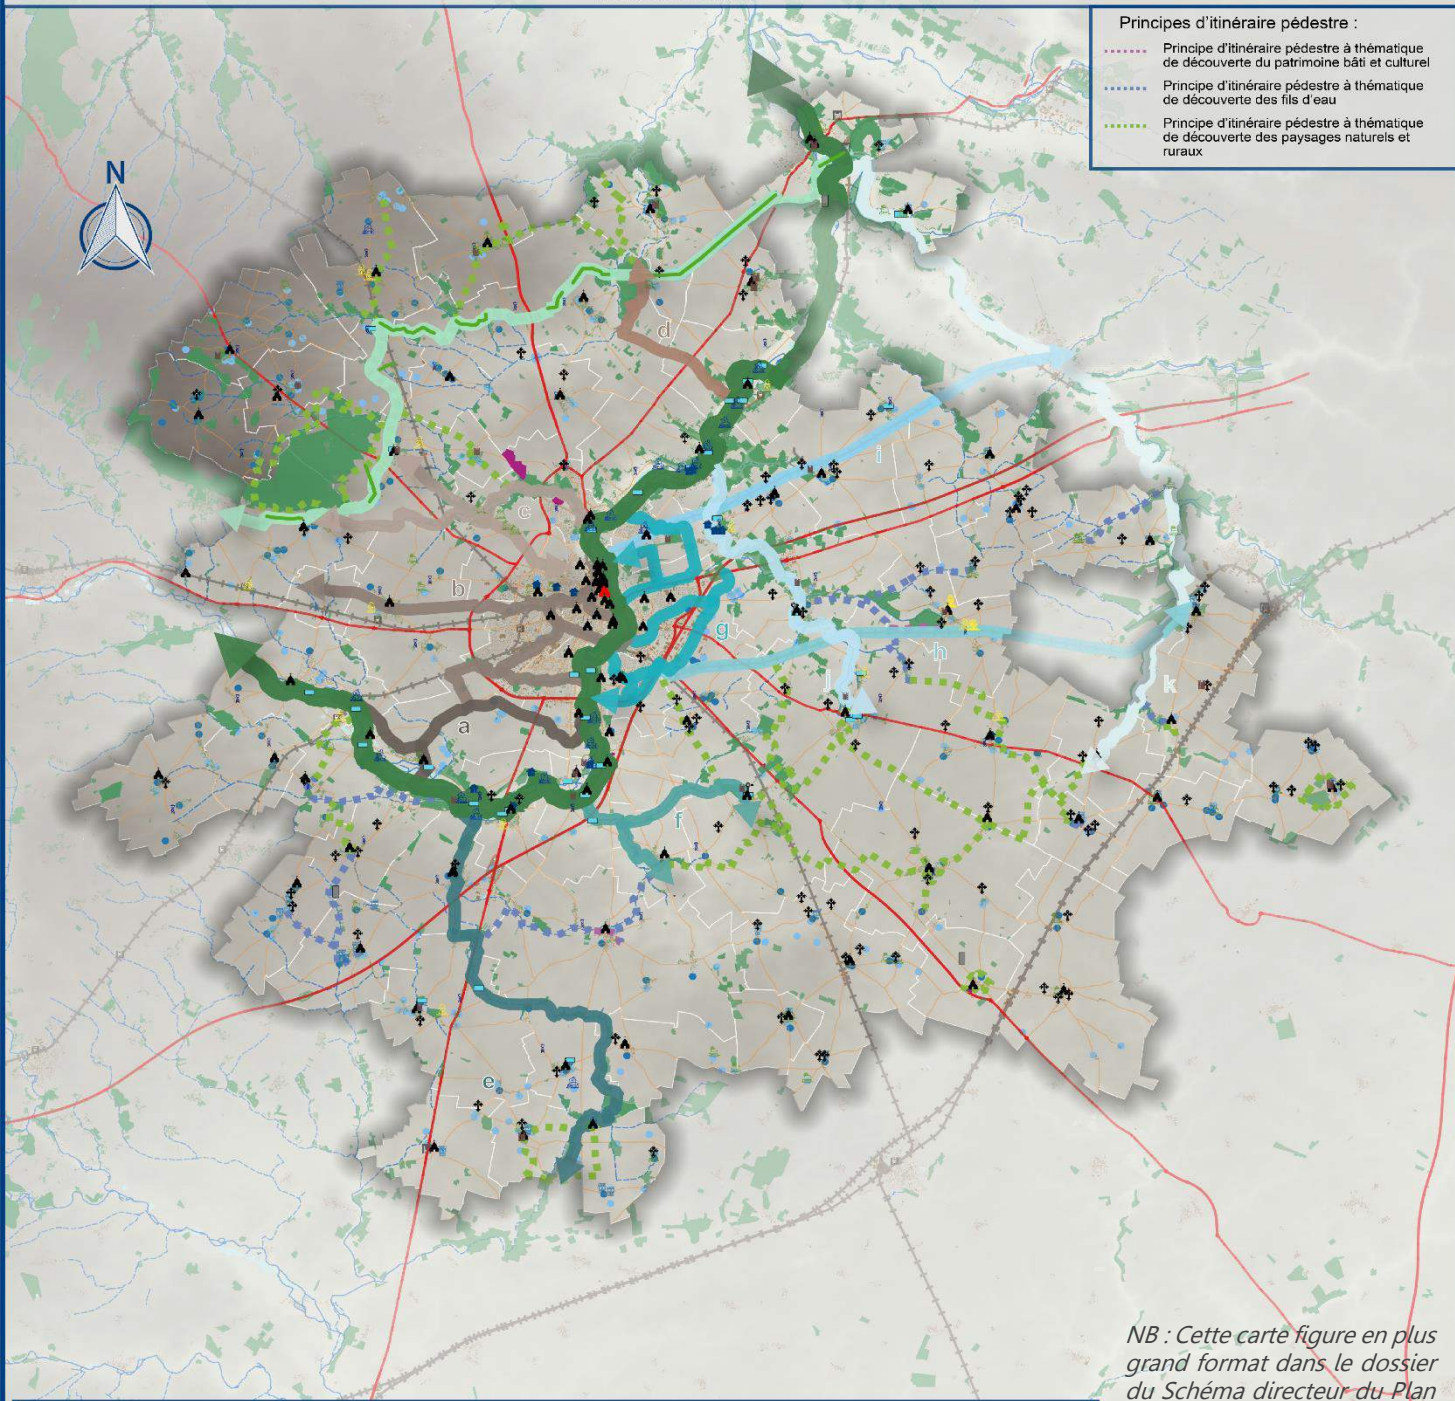 Principes d'itinéraire pédestre :
Principe d'itinéraire pédestre à thématique
de découverte du patrimoine bâti et culturel
Principe d'itinéraire pédestre à thématique
de découverte des fils d'eau
Principe d'itinéraire pédestre à thématique
de découverte des paysages naturels et
ruraux
N
d
i
c
b
g
h
j
k
a
f
e
NB : Cette carte figure en plus
grand format dans le dossier
du Schéma directeur du Plan